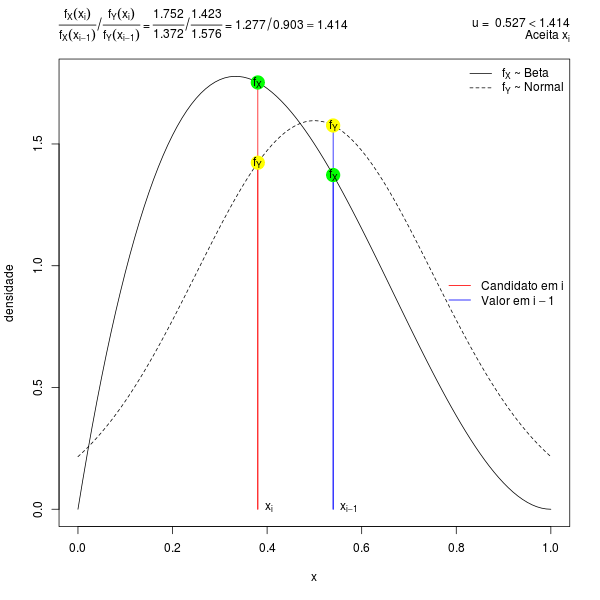 fX(xi)/fX(xi−1) / fY(xi)/fY(xi−1) = 1.752/1.372 / 1.423/1.576 = 1.277/0.903 = 1.414
u = 0.527 < 1.414
Aceita xi
fX ~ Beta
fY ~ Normal
fX
fY
fY
fX
Candidato em i
Valor em i − 1
densidade
0.0
0.5
1.0
1.5
xi
xi−1
0.0 0.2 0.4 0.6 0.8 1.0
x